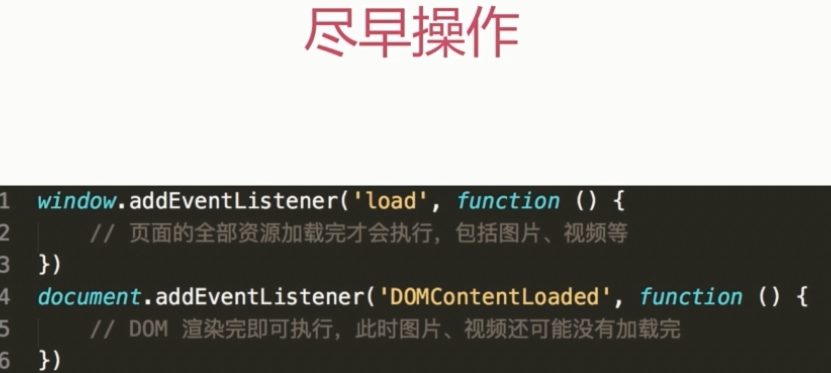 尽早操作
1 window.addEventListener('load', function () {
2 // 页面的全部资源加载完才会执行，包括图片、视频等
3 })
4 document.addEventListener('DOMContentLoaded', function () {
5 // DOM 渲染完即可执行，此时图片、视频还可能没有加载完
6 })